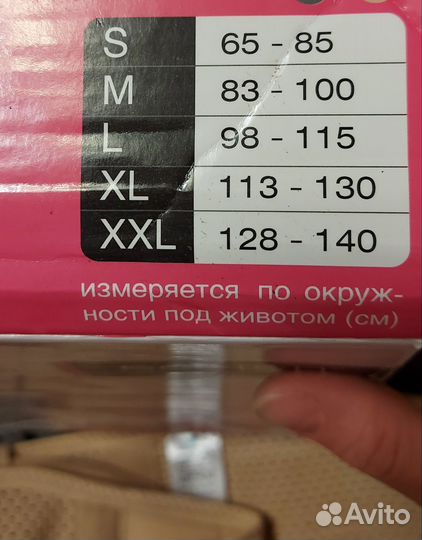 S 65 - 85
M 83 - 100
L 98 - 115
XL 113 - 130
XXL 128 - 140
измеряется по окруж-
ности под животом (см)
Avito